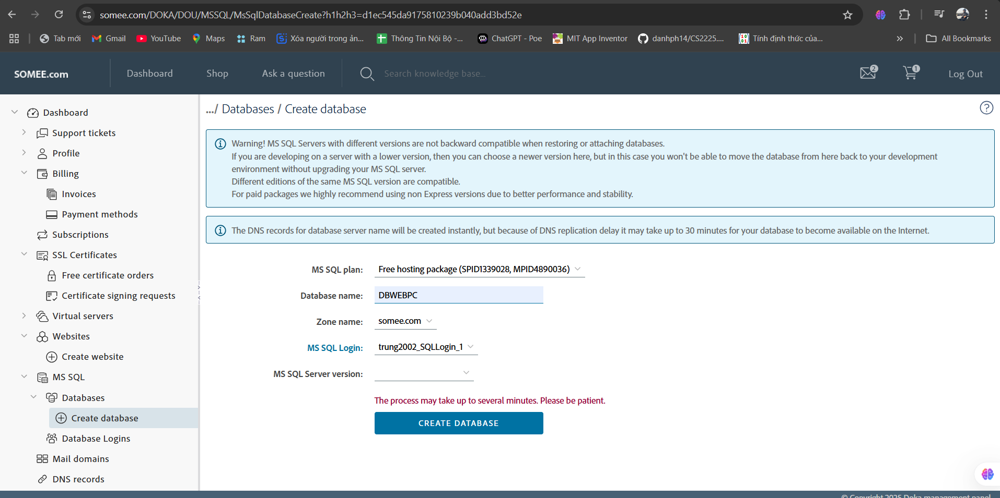 somee.com/DOKA/DOU/MSSQL/MsSqlDatabaseCreate?h1h2h3=d1ec545da9175810239b040add3bd52e
Tab mới
Gmail
YouTube
Maps
Ram
Xóa người trong ản...
Thông Tin Nội Bộ -...
ChatGPT - Poe
MIT App Inventor
danhph14/CS2225....
Tính định thức của...
All Bookmarks
SOMEE.com
Dashboard
Shop
Ask a question
Search knowledge base...
2
1
Log Out
Dashboard
Support tickets
Profile
Billing
Invoices
Payment methods
Subscriptions
SSL Certificates
Free certificate orders
Certificate signing requests
Virtual servers
Websites
Create website
MS SQL
Databases
Create database
Database Logins
Mail domains
DNS records
.../ Databases / Create database
Warning! MS SQL Servers with different versions are not backward compatible when restoring or attaching databases.
If you are developing on a server with a lower version, then you can choose a newer version here, but in this case you won't be able to move the database from here back to your development
environment without upgrading your MS SQL server.
Different editions of the same MS SQL version are compatible.
For paid packages we highly recommend using non Express versions due to better performance and stability.
The DNS records for database server name will be created instantly, but because of DNS replication delay it may take up to 30 minutes for your database to become available on the Internet.
MS SQL plan: Free hosting package (SPID1339028, MPID4890036)
Database name: DBWEBPC
Zone name: somee.com
MS SQL Login: trung2002_SQLLogin_1
MS SQL Server version:
The process may take up to several minutes. Please be patient.
CREATE DATABASE
© Copyright 2025 Doka management panel